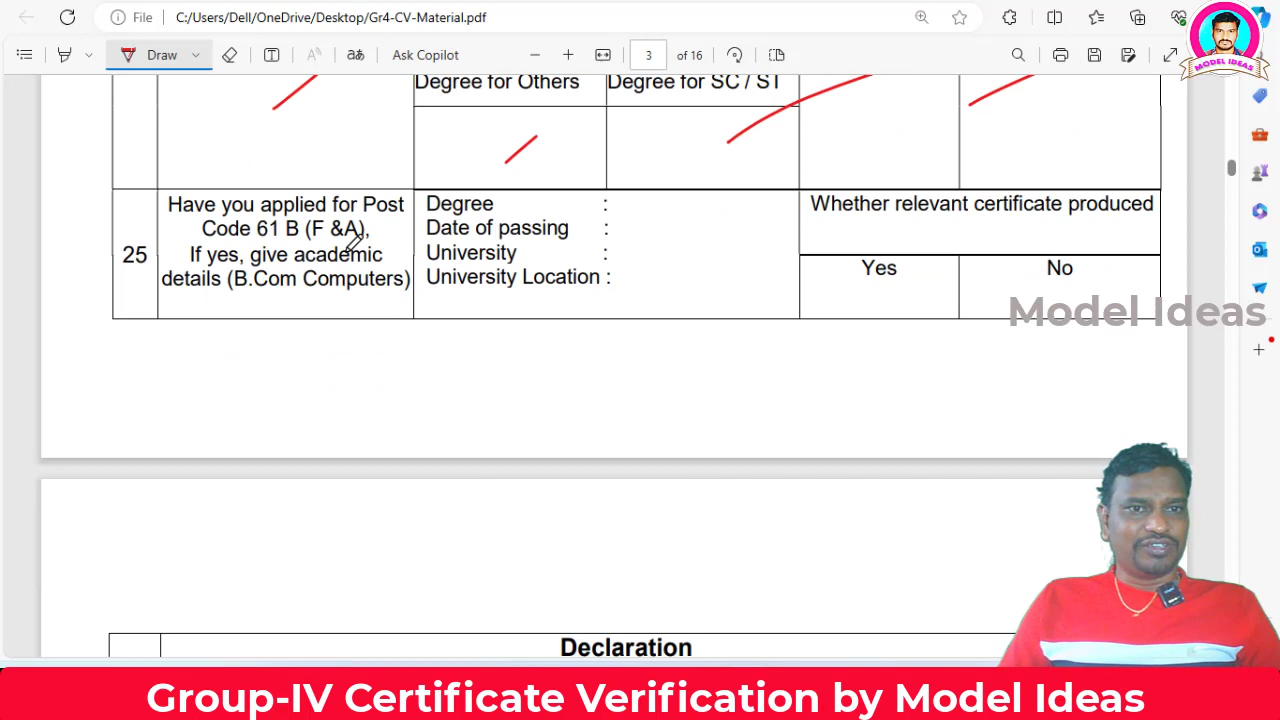 File
C:/Users/Dell/OneDrive/Desktop/Gr4-CV-Material.pdf
Draw
Ask Copilot
3
of 16
MODEL IDEAS
Degree for Others
Degree for SC / ST
25
Have you applied for Post
Code 61 B (F &A),
If yes, give academic
details (B.Com Computers)
Degree :
Date of passing :
University :
University Location :
Whether relevant certificate produced
Yes
No
Model Ideas
Declaration
Group-IV Certificate Verification by Model Ideas